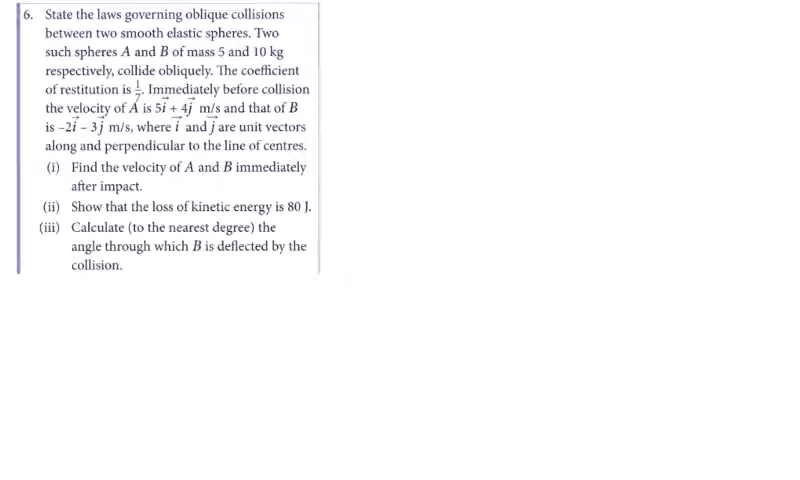 6. State the laws governing oblique collisions
between two smooth elastic spheres. Two
such spheres A and B of mass 5 and 10 kg
respectively, collide obliquely. The coefficient
of restitution is 1/7. Immediately before collision
the velocity of A is 5i⃗ + 4j⃗ m/s and that of B
is –2i⃗ – 3j⃗ m/s, where i⃗ and j⃗ are unit vectors
along and perpendicular to the line of centres.
(i) Find the velocity of A and B immediately
after impact.
(ii) Show that the loss of kinetic energy is 80 J.
(iii) Calculate (to the nearest degree) the
angle through which B is deflected by the
collision.